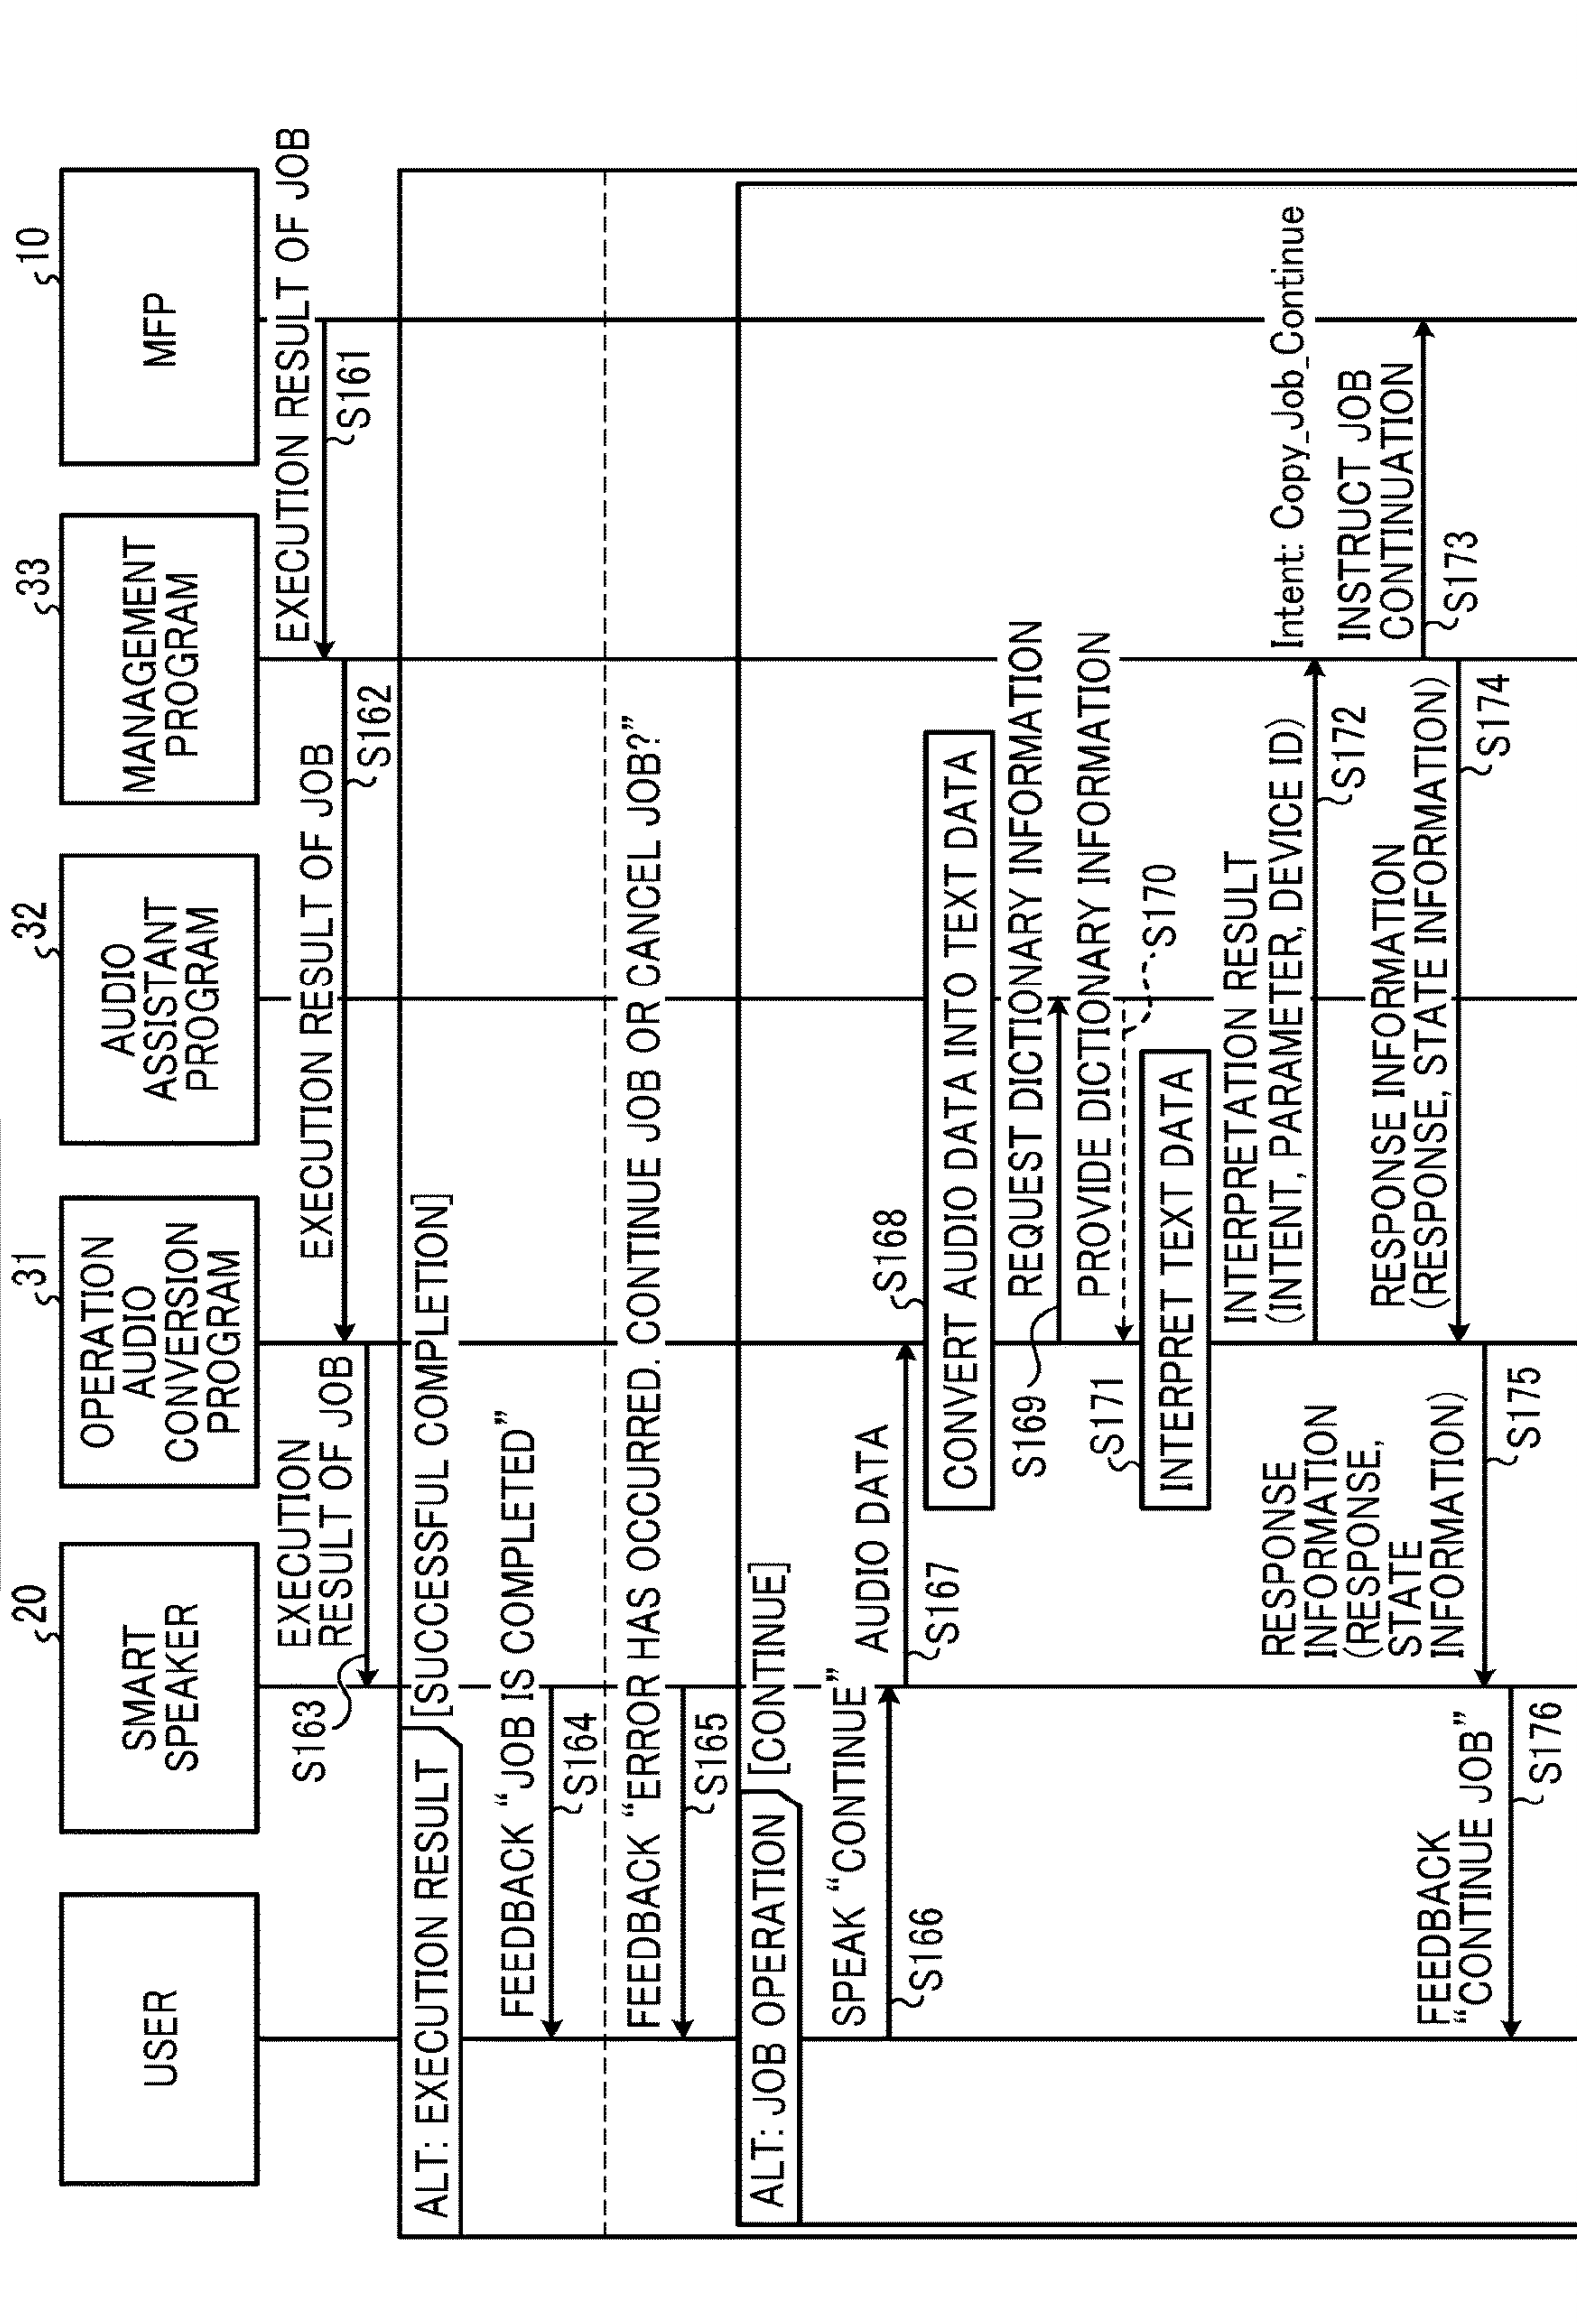 USER
20
SMART
SPEAKER
31
OPERATION
AUDIO
CONVERSION
PROGRAM
32
AUDIO
ASSISTANT
PROGRAM
33
MANAGEMENT
PROGRAM
10
MFP
EXECUTION RESULT OF JOB
S161
EXECUTION RESULT OF JOB
S162
EXECUTION
RESULT OF JOB
S163
ALT: EXECUTION RESULT
[SUCCESSFUL COMPLETION]
FEEDBACK “JOB IS COMPLETED”
S164
FEEDBACK “ERROR HAS OCCURRED. CONTINUE JOB OR CANCEL JOB?”
S165
ALT: JOB OPERATION
[CONTINUE]
SPEAK “CONTINUE”
S166
AUDIO DATA
S167
S168
CONVERT AUDIO DATA INTO TEXT DATA
REQUEST DICTIONARY INFORMATION
S169
PROVIDE DICTIONARY INFORMATION
S170
S171
INTERPRET TEXT DATA
INTERPRETATION RESULT
(INTENT, PARAMETER, DEVICE ID)
S172
Intent: Copy_Job_Continue
INSTRUCT JOB
CONTINUATION
S173
RESPONSE INFORMATION
(RESPONSE, STATE INFORMATION)
S174
RESPONSE
INFORMATION
(RESPONSE,
STATE
INFORMATION)
S175
FEEDBACK
“CONTINUE JOB”
S176